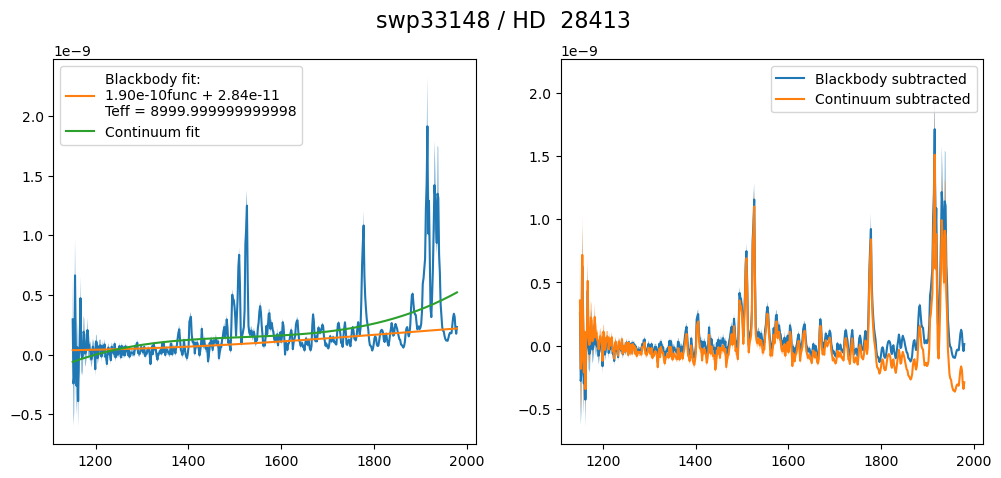 swp33148 / HD  28413
1e−9
Blackbody fit:
1.90e-10func + 2.84e-11
Teff = 8999.999999999998
Continuum fit
2.0
1.5
1.0
0.5
0.0
−0.5
1200
1400
1600
1800
2000
1e−9
Blackbody subtracted
Continuum subtracted
2.0
1.5
1.0
0.5
0.0
−0.5
1200
1400
1600
1800
2000